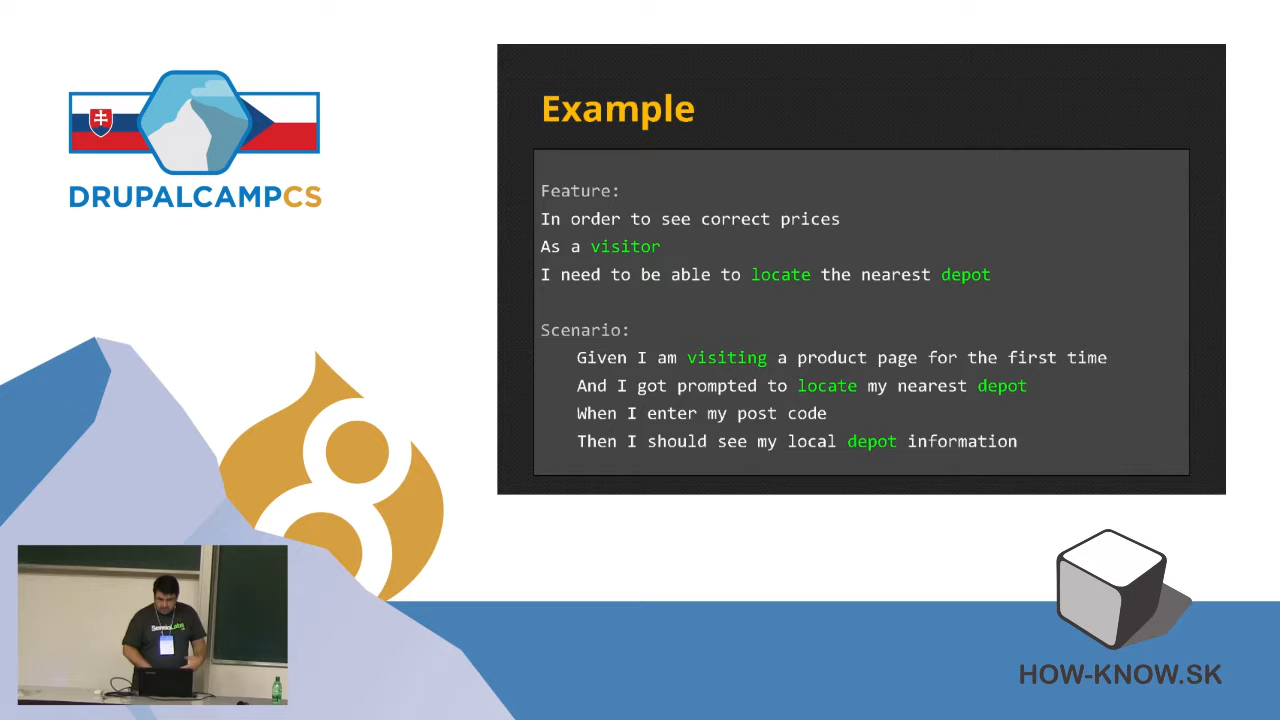 DRUPALCAMPCS
Example
Feature:
In order to see correct prices
As a visitor
I need to be able to locate the nearest depot
Scenario:
Given I am visiting a product page for the first time
And I got prompted to locate my nearest depot
When I enter my post code
Then I should see my local depot information
HOW-KNOW.SK